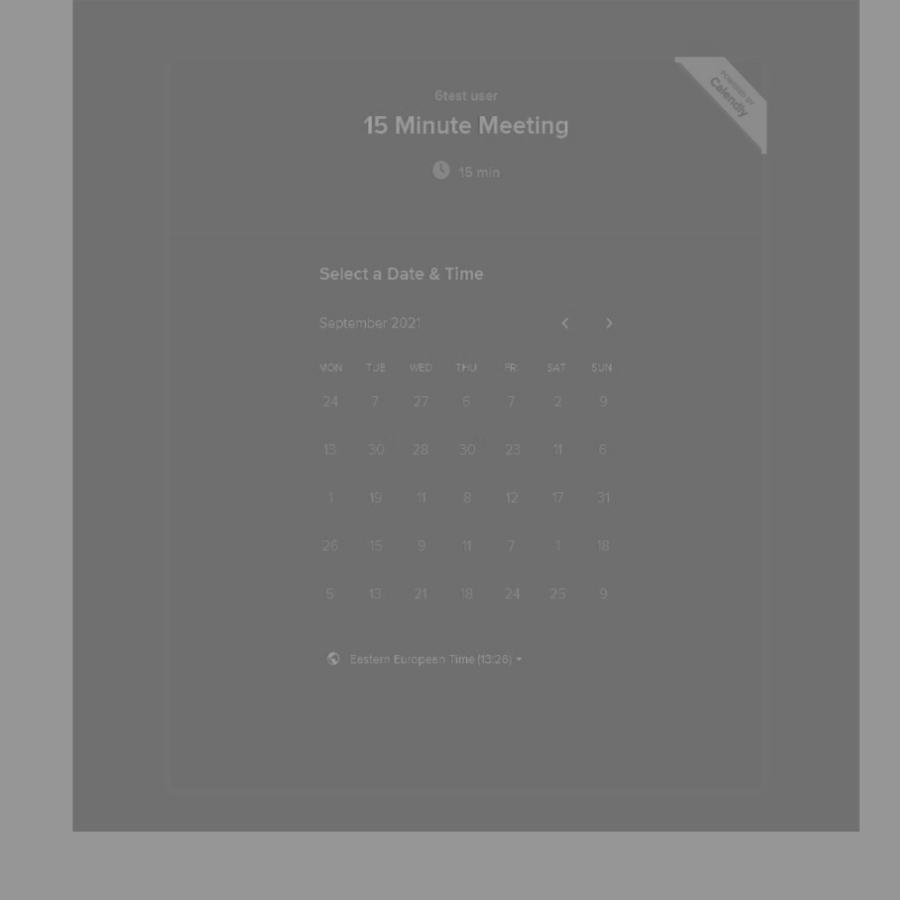 POWERED BY
Calendly
6test user
15 Minute Meeting
15 min
Select a Date & Time
September 2021
MON TUE WED THU FRI SAT SUN
24 7 27 6 7 2 9
13 30 28 30 23 11 6
1 19 11 8 12 17 31
26 15 9 11 7 1 18
5 13 21 18 24 25 9
Eastern European Time (13:26)